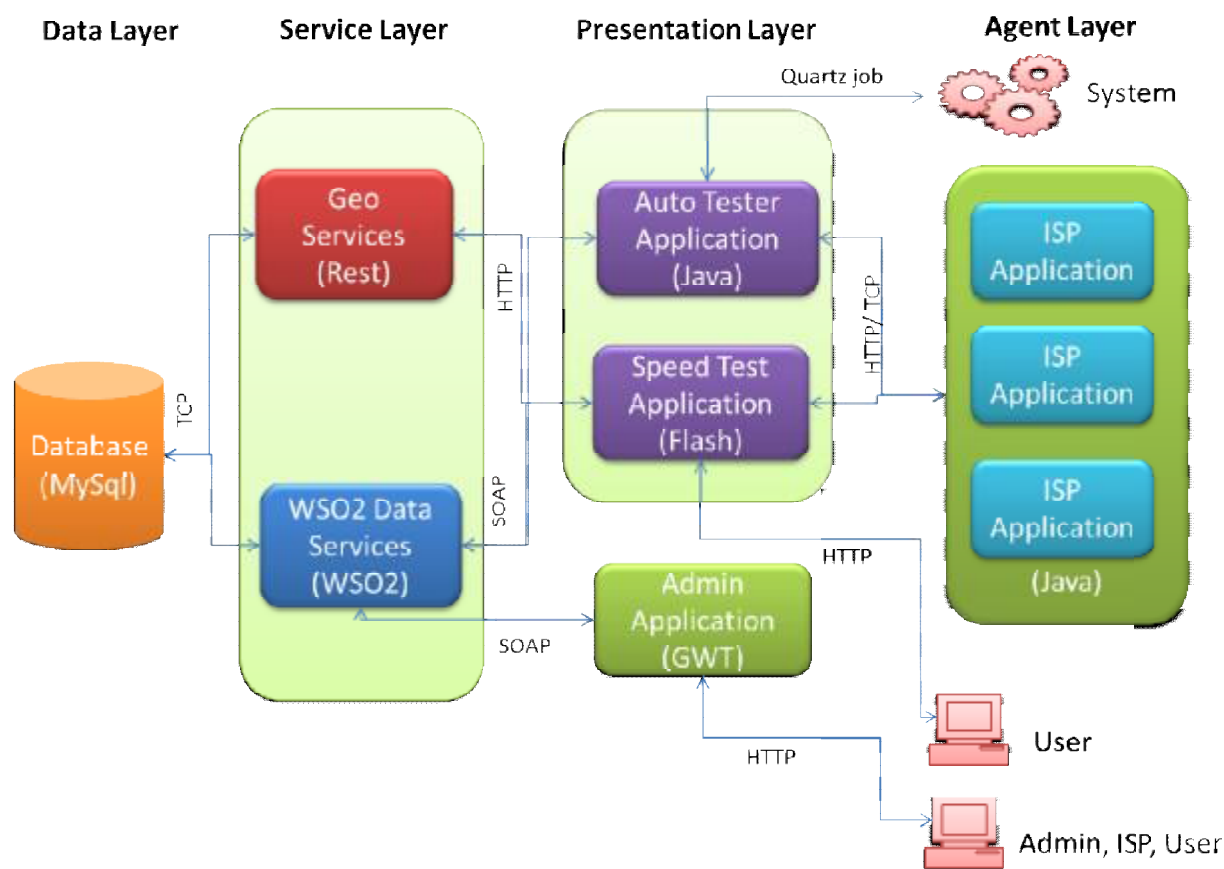 Data Layer
Service Layer
Presentation Layer
Agent Layer
Quartz job
System
Geo
Services
(Rest)
Auto Tester
Application
(Java)
ISP
Application
HTTP
HTTP/ TCP
Speed Test
Application
(Flash)
ISP
Application
TCP
Database
(MySql)
WSO2 Data
Services
(WSO2)
SOAP
ISP
Application
(Java)
HTTP
Admin
Application
(GWT)
SOAP
User
HTTP
Admin, ISP, User